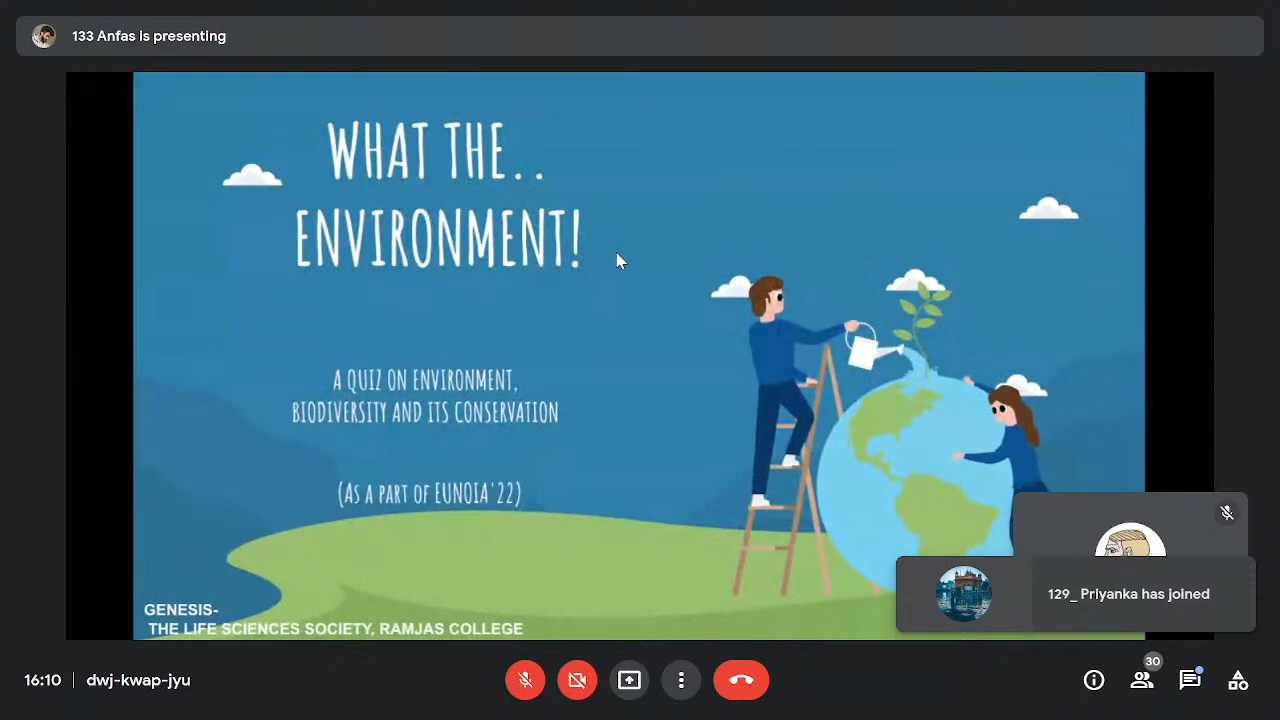 133 Anfas is presenting
WHAT THE..
ENVIRONMENT!
A QUIZ ON ENVIRONMENT,
BIODIVERSITY AND ITS CONSERVATION
(AS A PART OF EUNOIA'22)
GENESIS-
THE LIFE SCIENCES SOCIETY, RAMJAS COLLEGE
129_ Priyanka has joined
16:10 | dwj-kwap-jyu
30